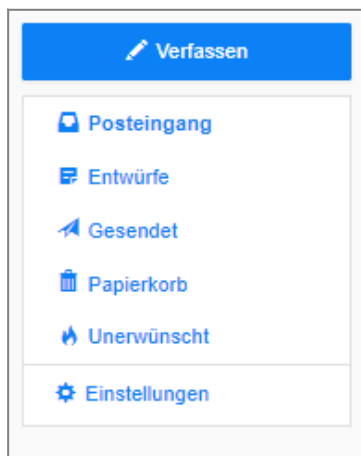 Verfassen
Posteingang
Entwürfe
Gesendet
Papierkorb
Unerwünscht
Einstellungen